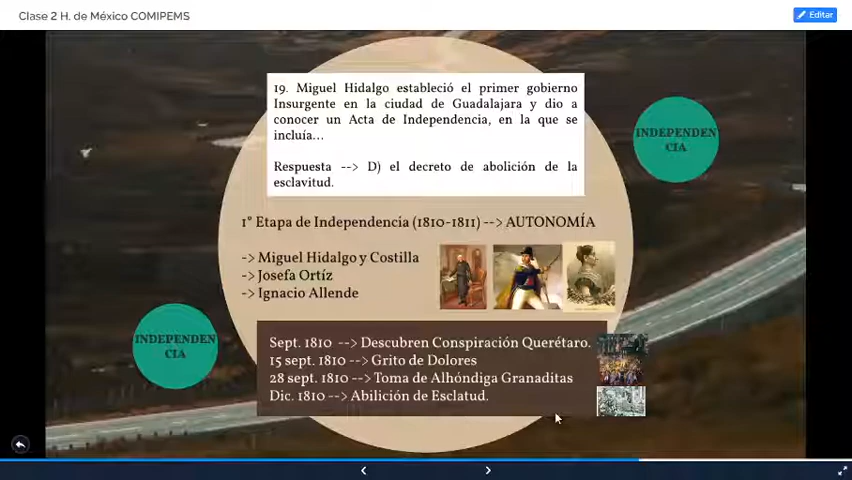 Clase 2 H. de México COMIPEMS
Editar
19. Miguel Hidalgo estableció el primer gobierno
Insurgente en la ciudad de Guadalajara y dio a
conocer un Acta de Independencia, en la que se
incluía...
Respuesta --> D) el decreto de abolición de la
esclavitud.
INDEPENDEN
CIA
1° Etapa de Independencia (1810-1811) --> AUTONOMÍA
-> Miguel Hidalgo y Costilla
-> Josefa Ortíz
-> Ignacio Allende
INDEPENDEN
CIA
Sept. 1810 --> Descubren Conspiración Querétaro.
15 sept. 1810 --> Grito de Dolores
28 sept. 1810 --> Toma de Alhóndiga Granaditas
Dic. 1810 --> Abilición de Esclatud.